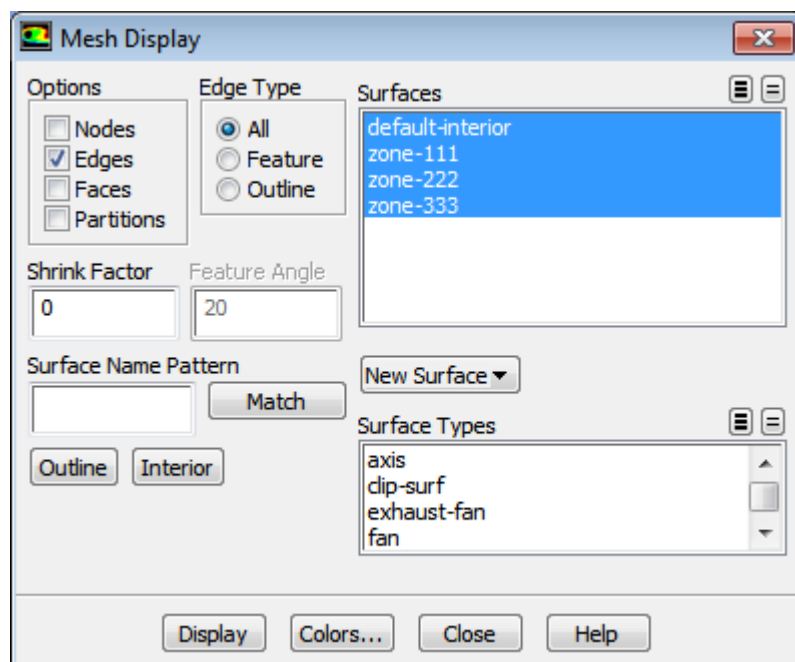 Mesh Display
Options
Nodes
Edges
Faces
Partitions
Edge Type
All
Feature
Outline
Shrink Factor
0
Feature Angle
20
Surface Name Pattern
Match
Outline Interior
Surfaces
default-interior
zone-111
zone-222
zone-333
New Surface
Surface Types
axis
clip-surf
exhaust-fan
fan
Display Colors... Close Help